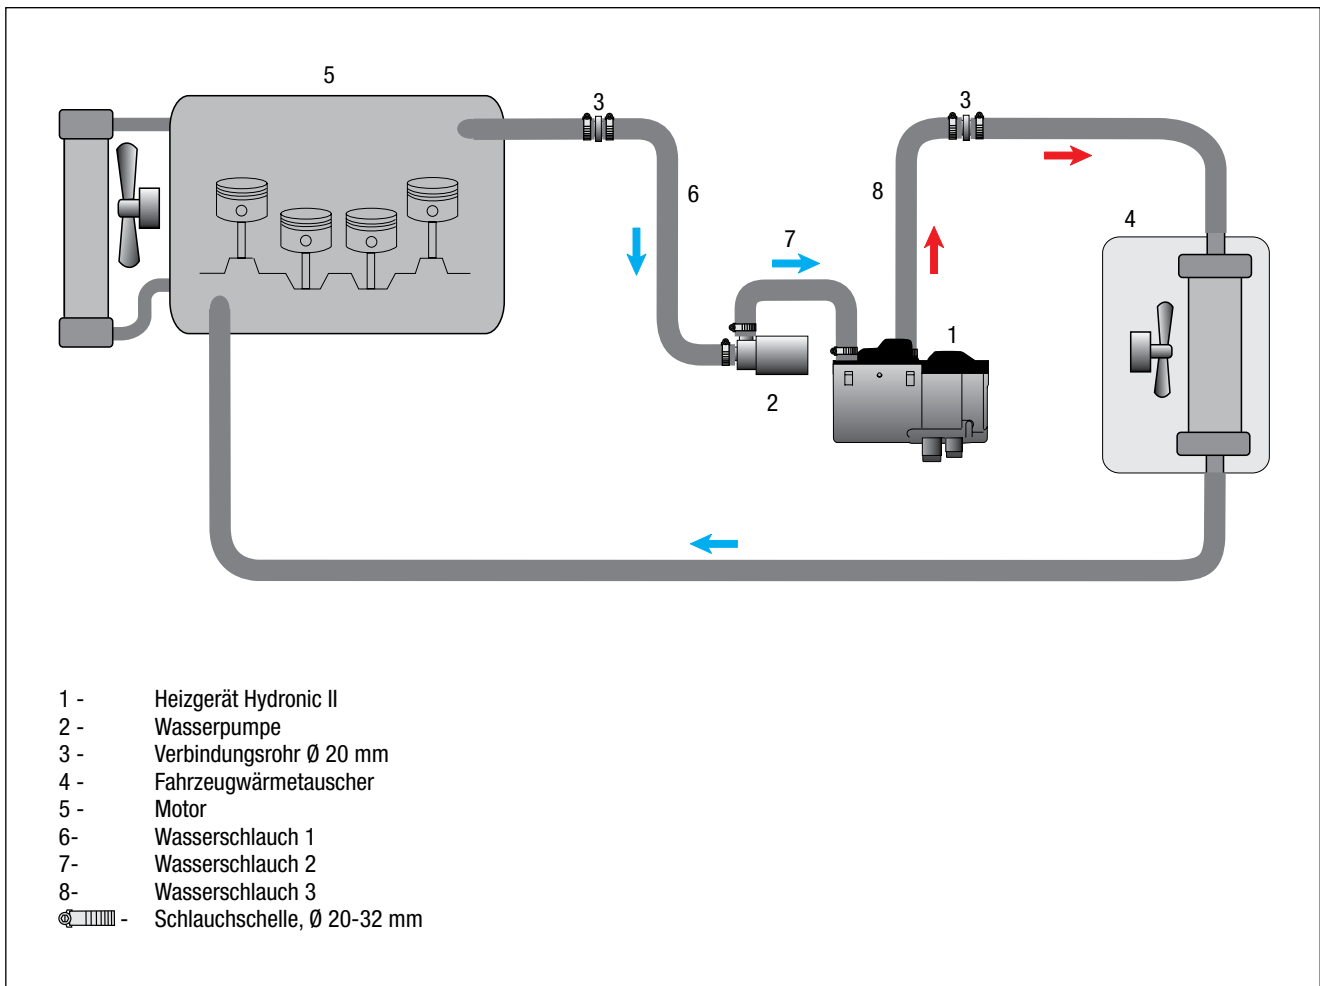 5
3
3
6
8
4
7
1
2
1 - Heizgerät Hydronic II
2 - Wasserpumpe
3 - Verbindungsrohr Ø 20 mm
4 - Fahrzeugwärmetauscher
5 - Motor
6- Wasserschlauch 1
7- Wasserschlauch 2
8- Wasserschlauch 3
- Schlauchschelle, Ø 20-32 mm